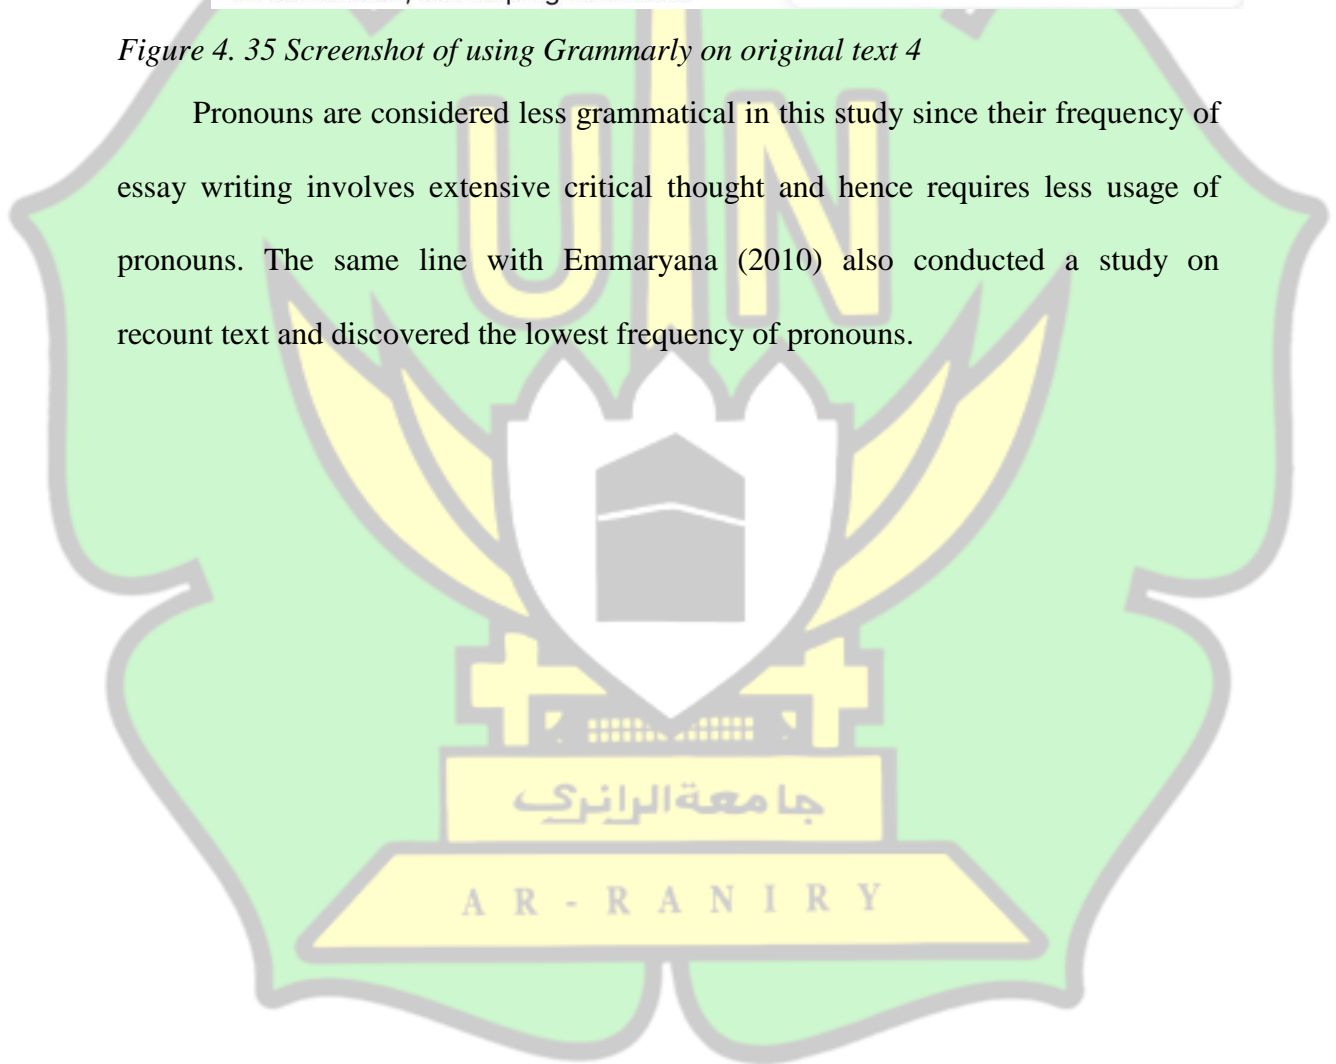 Figure 4. 35 Screenshot of using Grammarly on original text 4
Pronouns are considered less grammatical in this study since their frequency of
essay writing involves extensive critical thought and hence requires less usage of
pronouns. The same line with Emmaryana (2010) also conducted a study on
recount text and discovered the lowest frequency of pronouns.
UIN
جامعةالرانري
AR-RANIRY